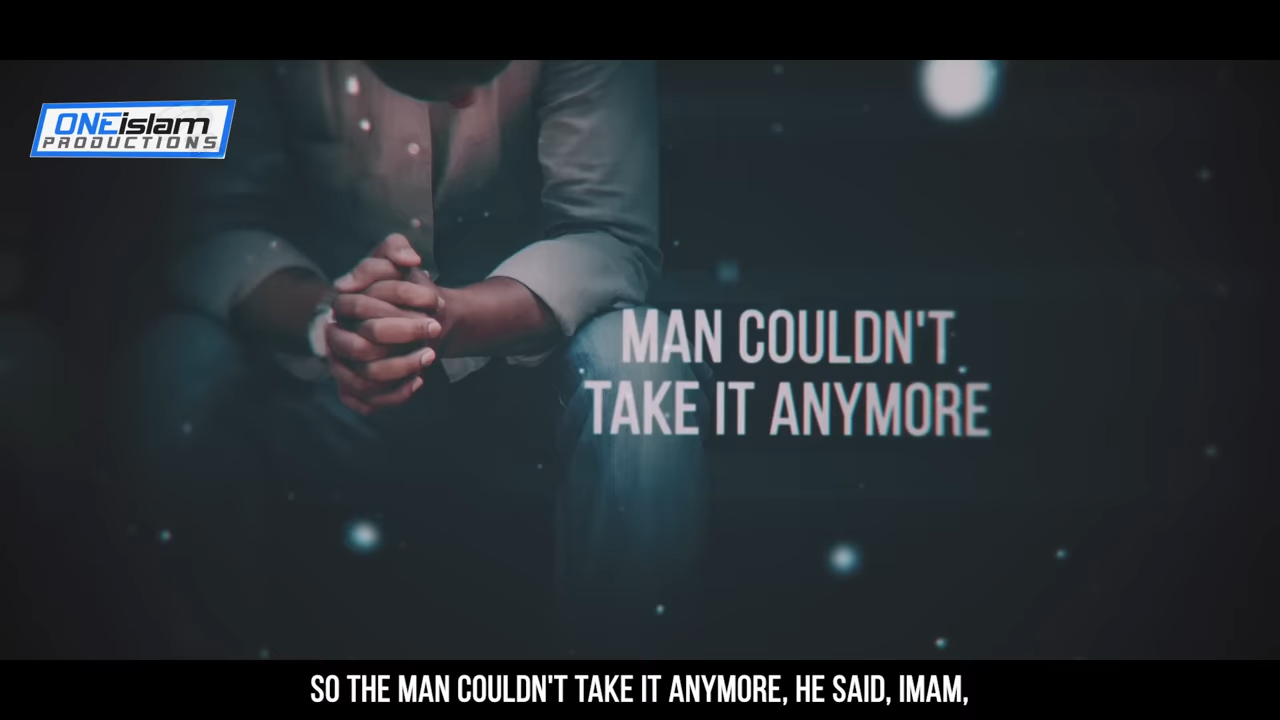 ONEislam
PRODUCTIONS
MAN COULDN'T
TAKE IT ANYMORE
SO THE MAN COULDN'T TAKE IT ANYMORE, HE SAID, IMAM,